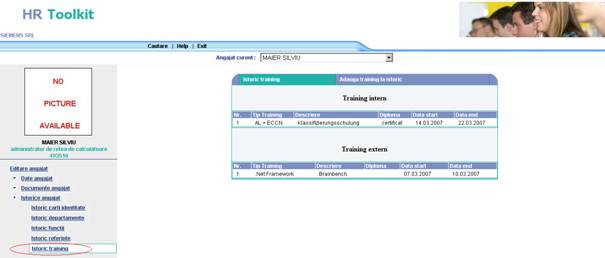 HR Toolkit
SIEMENS SRL
Cautare | Help | Exit
Angajat curent : MAIER SILVIU
NO
PICTURE
AVAILABLE
MAIER SILVIU
administrator de retea de calculatoare
Editare angajat
Date angajat
Documente angajat
Istorice angajat
Istoric carti identitate
Istoric departamente
Istoric functii
Istoric referinte
Istoric training
Istoric training Adauga training la istoric
Training intern
Nr. Tip Training Descriere Diploma Data start Data end
1 AL + ECCN Klassifizierungsschulung certificat 14.03.2007 22.03.2007
Training extern
Nr. Tip Training Descriere Diploma Data start Data end
1 .Net Framework Brainbench 07.03.2007 10.03.2007